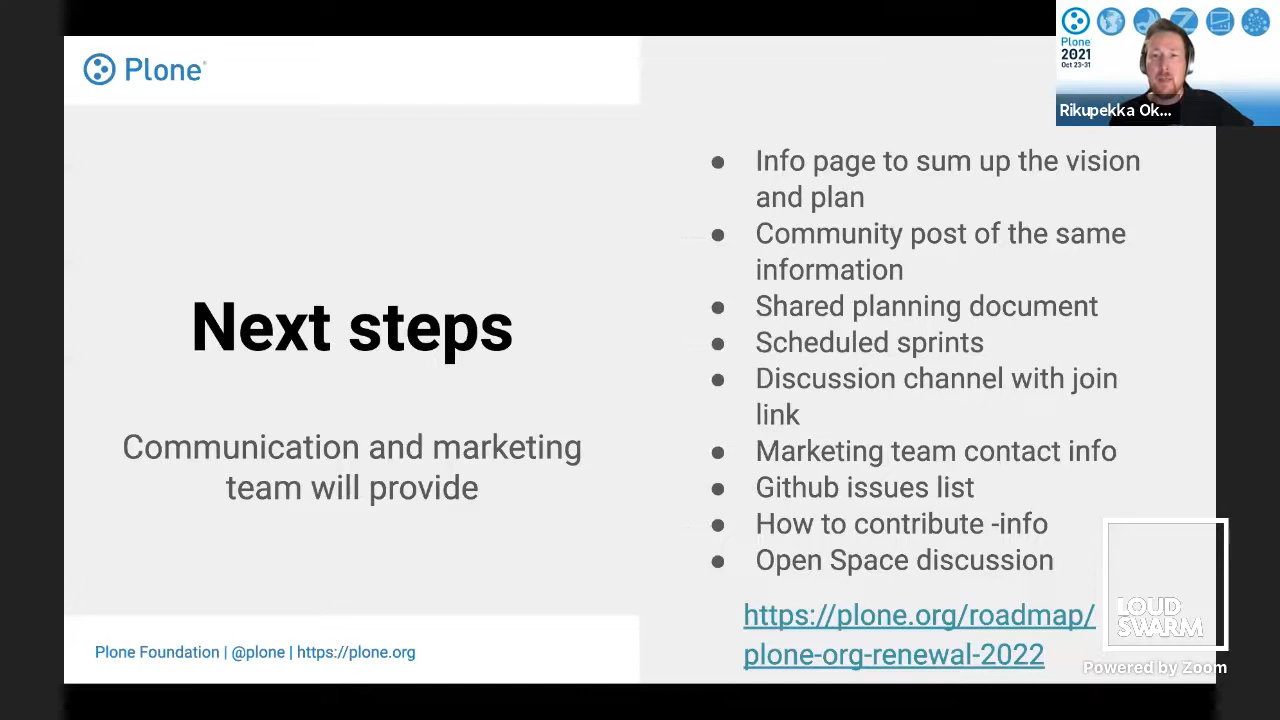 Plone
Next steps
Communication and marketing
team will provide
Plone Foundation | @plone | https://plone.org
● Info page to sum up the vision
and plan
● Community post of the same
information
● Shared planning document
● Scheduled sprints
● Discussion channel with join
link
● Marketing team contact info
● Github issues list
● How to contribute -info
● Open Space discussion
https://plone.org/roadmap/
plone-org-renewal-2022
Plone
2021
Oct 23-31
Rikupekka Ok...
LOUD
SWARM
Powered by Zoom